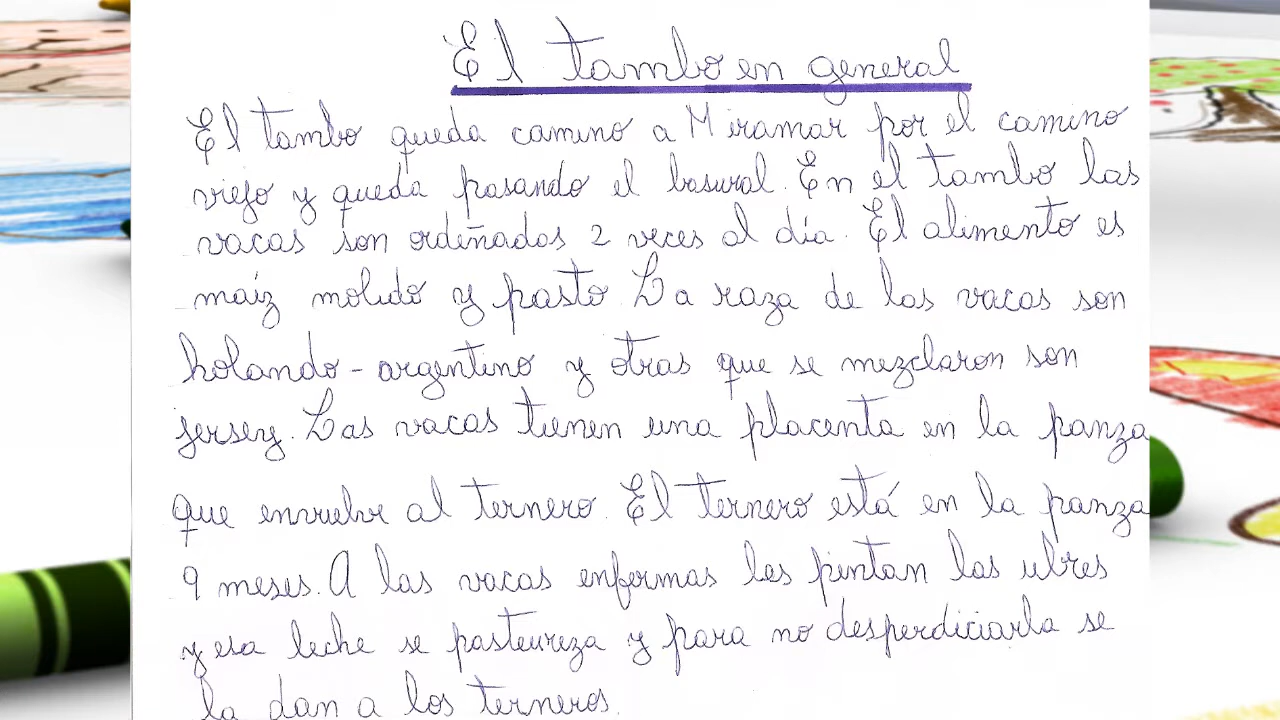 El tambo en general
El tambo queda camino a Miramar por el camino
viejo y queda pasando el basural. En el tambo las
vacas son ordeñadas 2 veces al día. El alimento es
maíz molido y pasto La raza de las vacas son
holando-argentino y otras que se mezclaron son
jersey. Las vacas tienen una placenta en la panza
que envuelve al ternero. El ternero está en la panza
9 meses. A las vacas enformas les pintan las ubres
y esa leche se pasteureza y para no desperdiciarla se
la dan a los terneros.